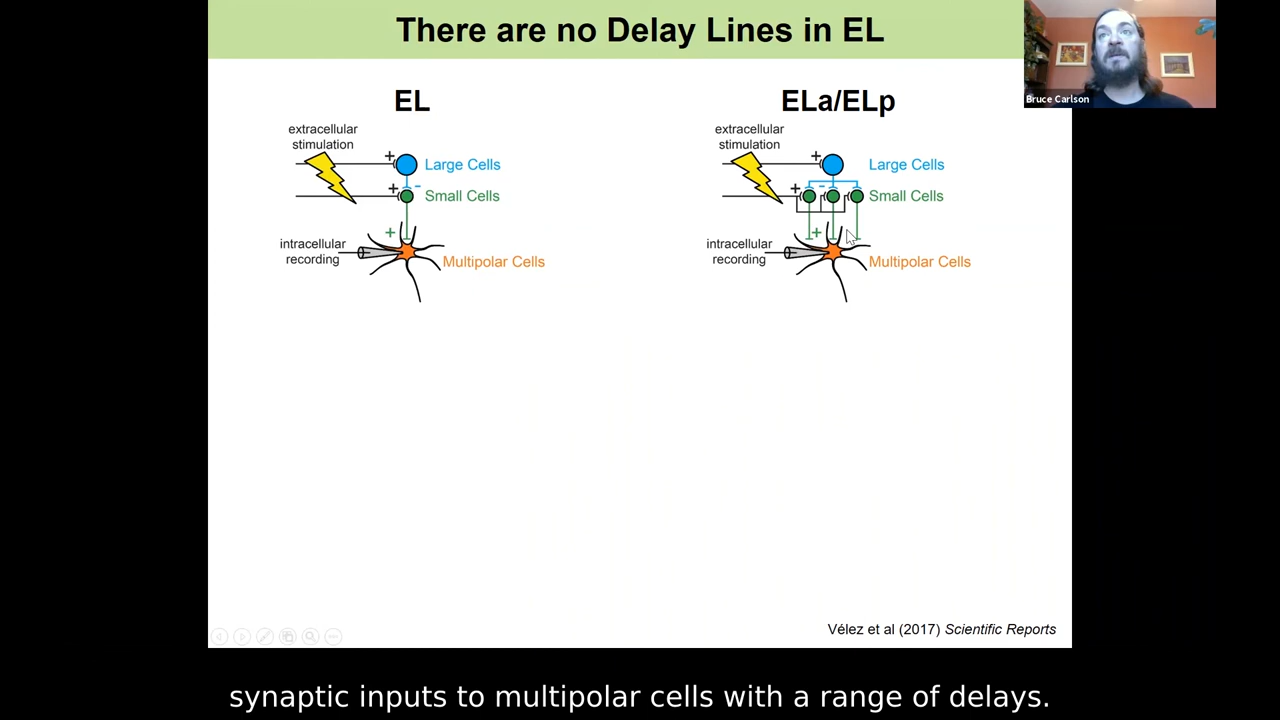 There are no Delay Lines in EL
Bruce Carlson
EL
extracellular
stimulation
+
Large Cells
-
+
Small Cells
+
intracellular
recording
Multipolar Cells
ELa/ELp
extracellular
stimulation
+
Large Cells
-
+
Small Cells
+
intracellular
recording
Multipolar Cells
Vélez et al (2017) Scientific Reports
synaptic inputs to multipolar cells with a range of delays.